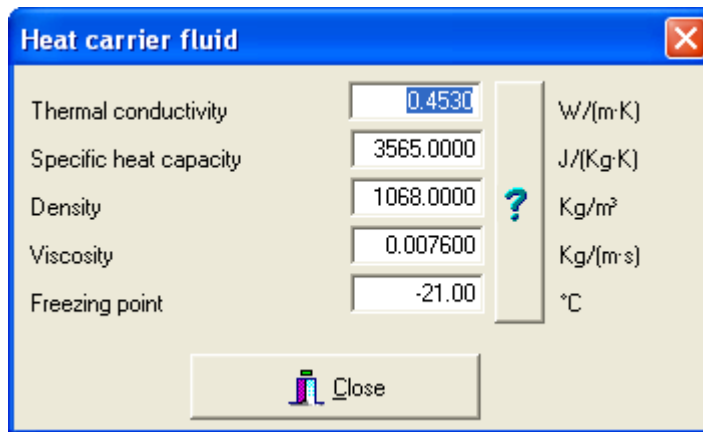 Heat carrier fluid
Thermal conductivity 0.4530 W/(m·K)
Specific heat capacity 3565.0000 J/(Kg·K)
Density 1068.0000 ? Kg/m³
Viscosity 0.007600 Kg/(m·s)
Freezing point -21.00 °C
Close